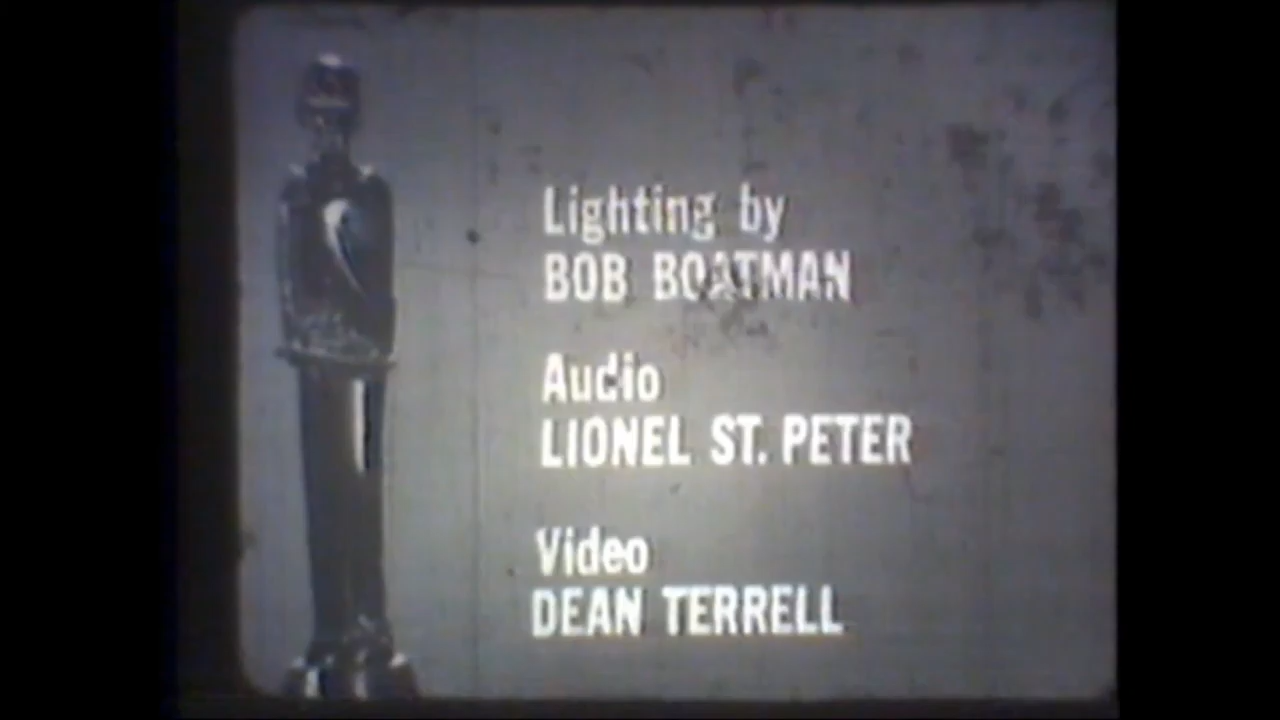 Lighting by
BOB BOATMAN
Audio
LIONEL ST. PETER
Video
DEAN TERRELL